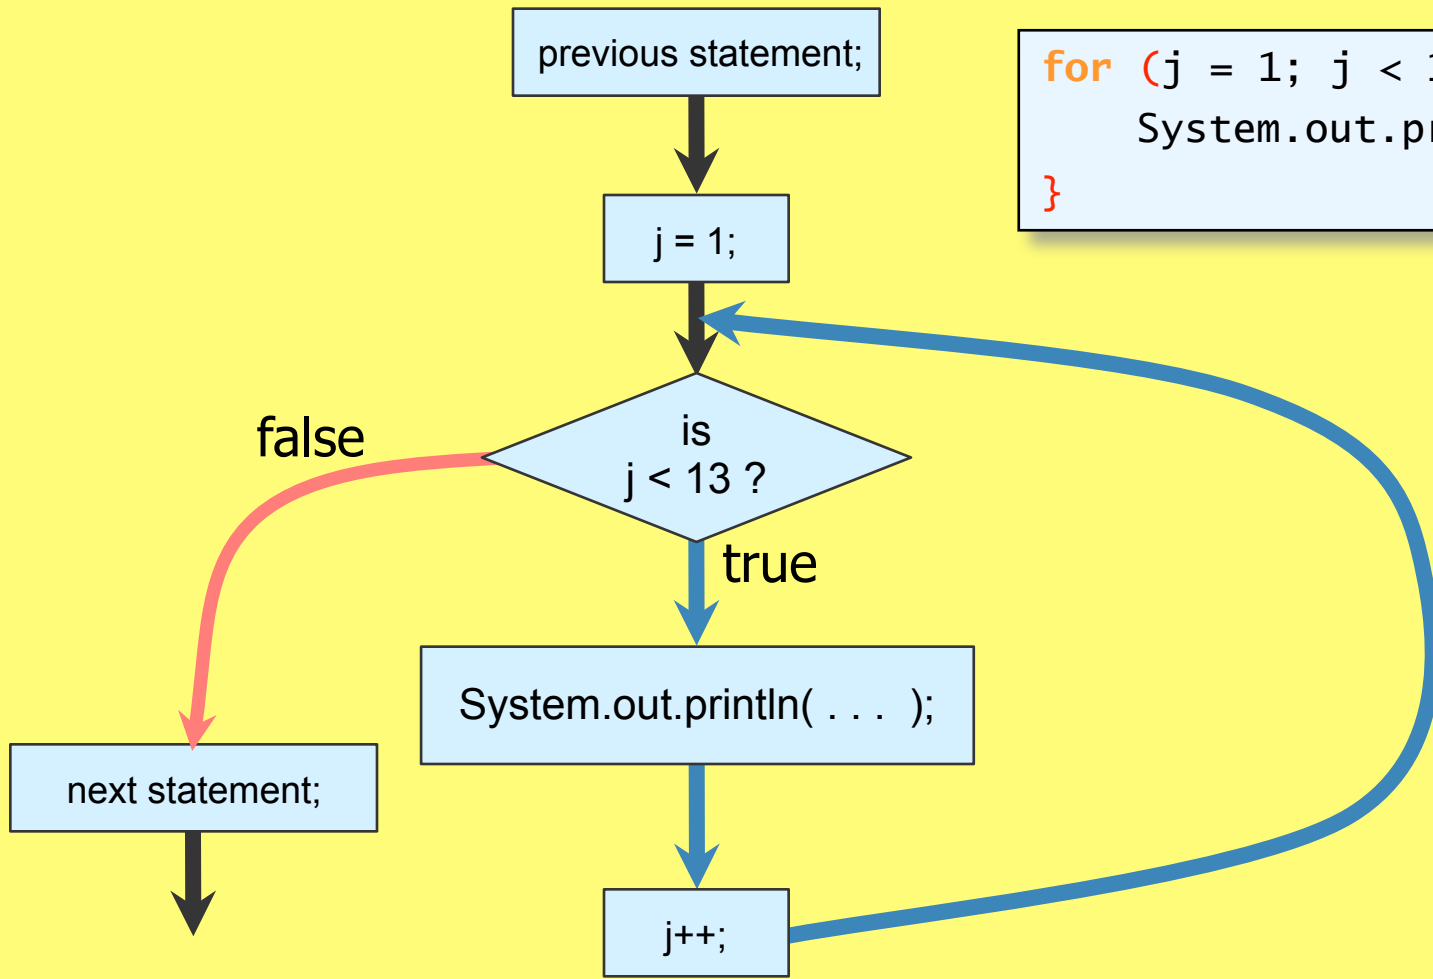 previous statement;
for (j = 1; j <
System.out.pr
}
j = 1;
is
j < 13 ?
false
true
System.out.println( . . . );
next statement;
j++;